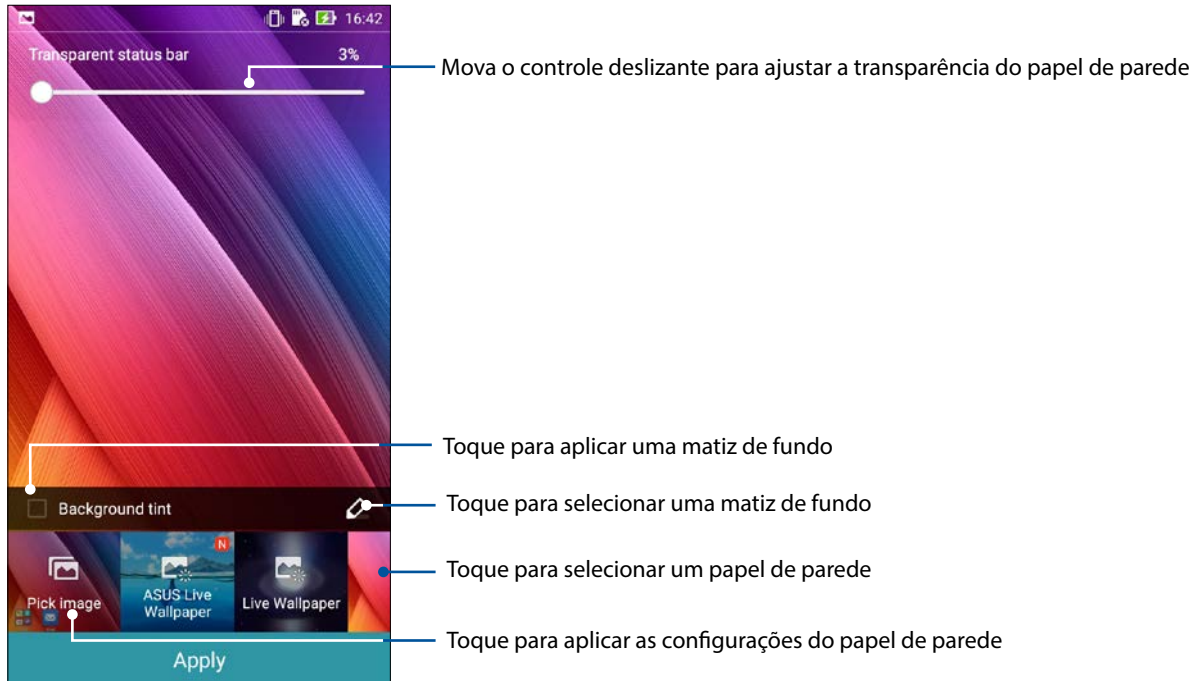 16:42
Transparent status bar 3%
Mova o controle deslizante para ajustar a transparência do papel de parede
Toque para aplicar uma matiz de fundo
Background tint
Toque para selecionar uma matiz de fundo
N
Pick image
ASUS Live
Wallpaper
Live Wallpaper
Toque para selecionar um papel de parede
Toque para aplicar as configurações do papel de parede
Apply